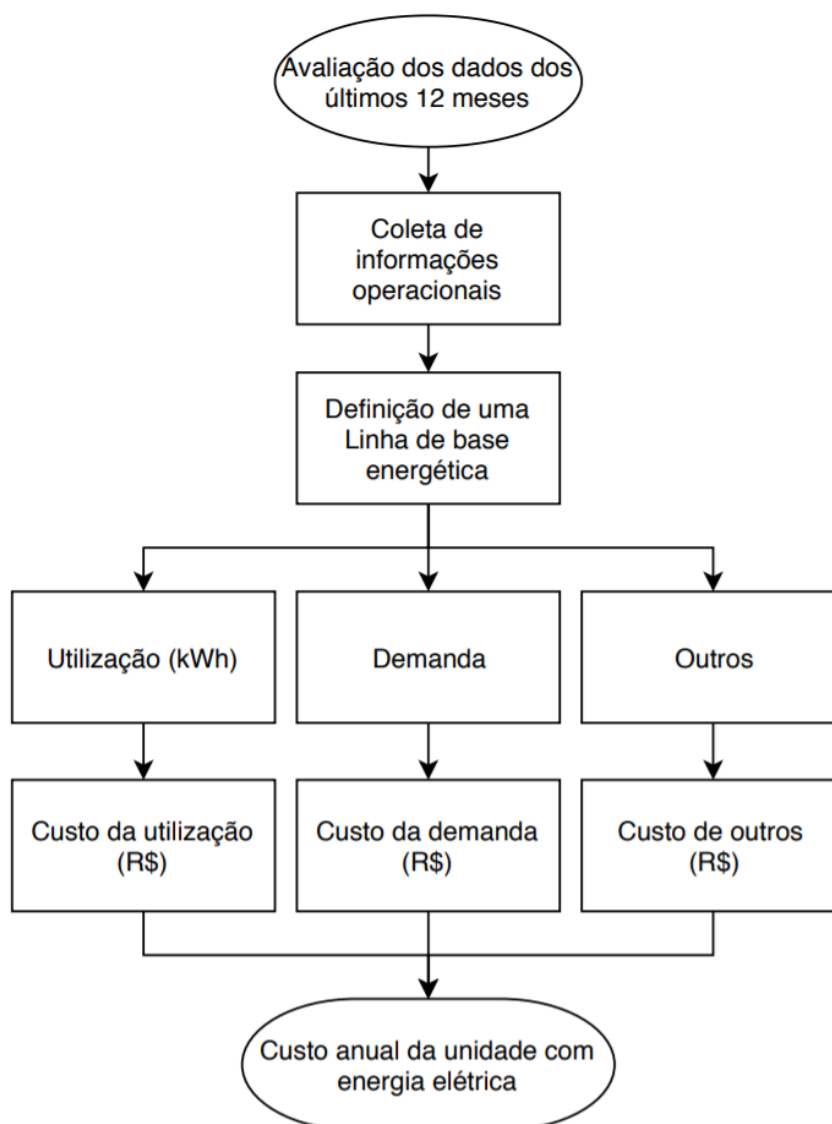 Avaliação dos dados dos
últimos 12 meses
Coleta de
informações
operacionais
Definição de uma
Linha de base
energética
Utilização (kWh)
Demanda
Outros
Custo da utilização
(R$)
Custo da demanda
(R$)
Custo de outros
(R$)
Custo anual da unidade com
energia elétrica